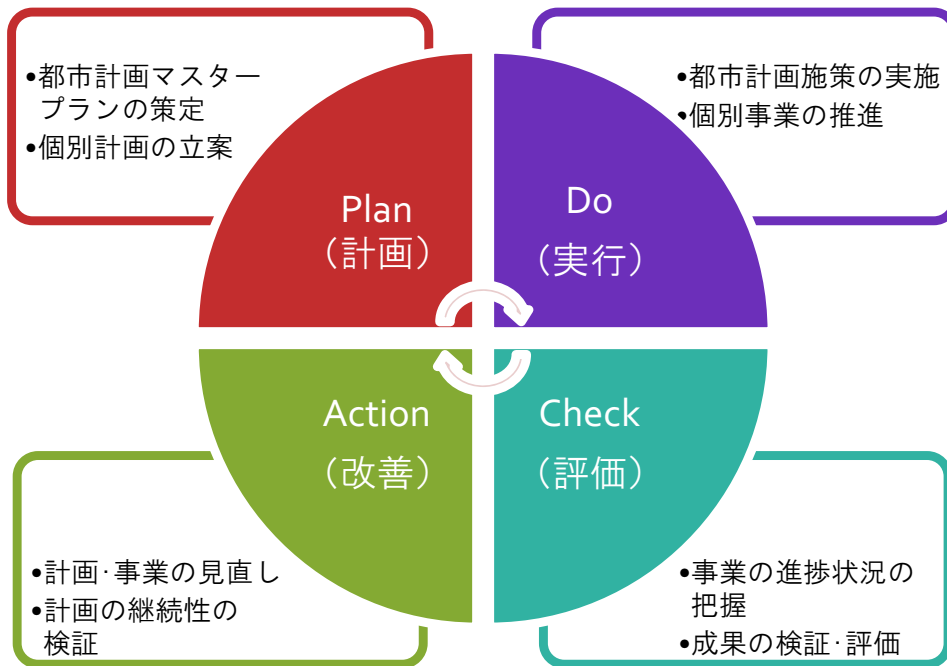 •都市計画マスター
プランの策定
•個別計画の立案
Plan
（計画）
•都市計画施策の実施
•個別事業の推進
Do
（実行）
Action
（改善）
•計画･事業の見直し
•計画の継続性の
検証
Check
（評価）
•事業の進捗状況の
把握
•成果の検証･評価